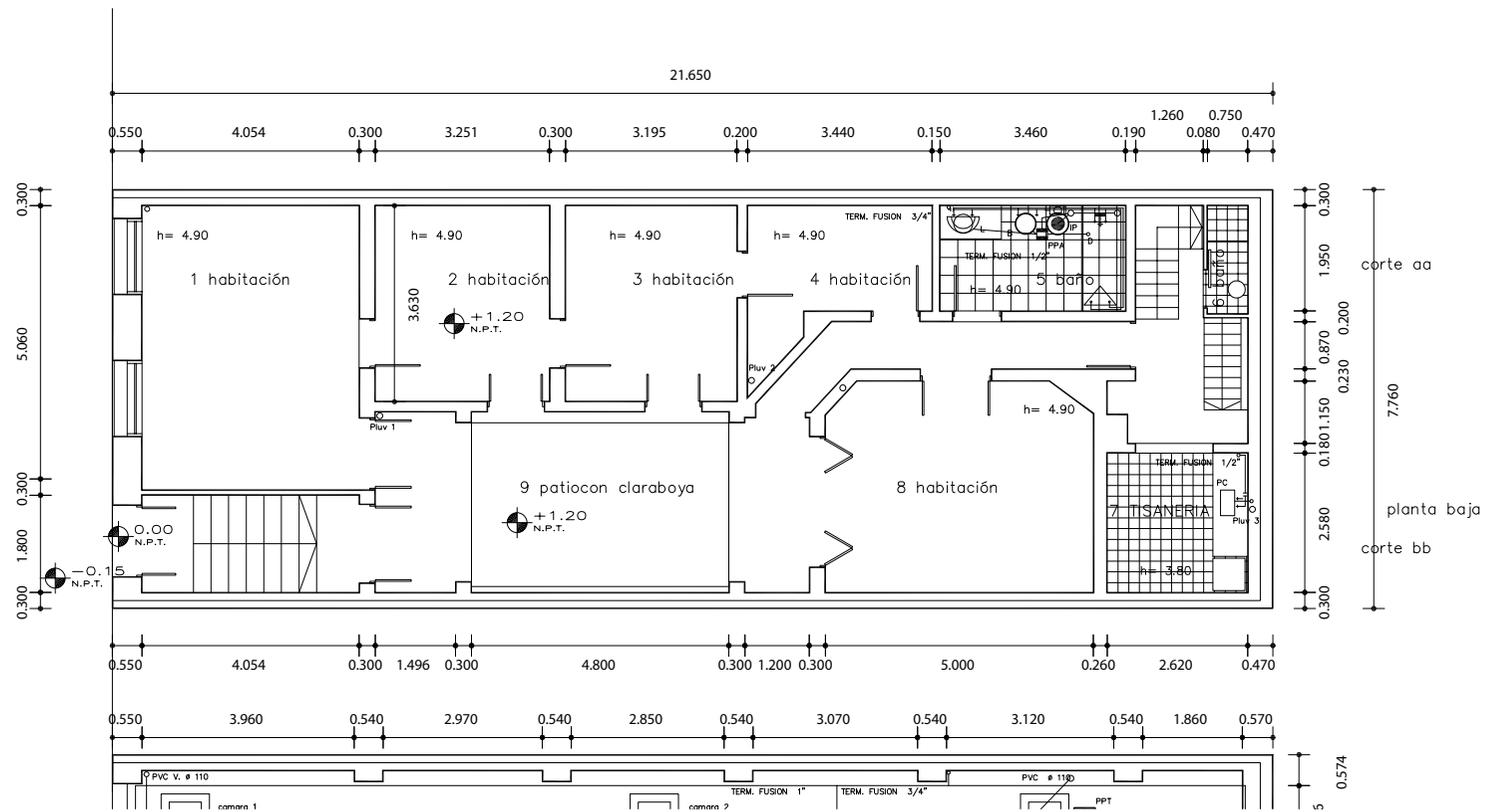 21.650
1.260 0.750
0.550 4.054 0.300 3.251 0.300 3.195 0.200 3.440 0.150 3.460 0.190 0.080 0.470
0.300
5.060
0.300
1.800
0.300
TERM. FUSION 3/4"
h= 4.90
h= 4.90
h= 4.90
h= 4.90
L
B
IP
PPA
D
TERM. FUSION 1/2"
1 habitación
2 habitación
3 habitación
4 habitación
5 baño
h= 4.90
6 baño
3.630
+1.20
N.P.T.
Pluv 2
Pluv 1
h= 4.90
9 patiocon claraboya
8 habitación
+1.20
N.P.T.
0.00
N.P.T.
-0.15
N.P.T.
TERM. FUSION 1/2"
PC
7 TISANERIA
Pluv 3
h= 3.80
0.300
1.950
0.200
0.870
0.230
1.150
0.180
2.580
0.300
7.760
corte aa
planta baja
corte bb
0.550 4.054 0.300 1.496 0.300 4.800 0.300 1.200 0.300 5.000 0.260 2.620 0.470
0.550 3.960 0.540 2.970 0.540 2.850 0.540 3.070 0.540 3.120 0.540 1.860 0.570
0.574
PVC V. ø 110
PVC ø 110
TERM. FUSION 1"
TERM. FUSION 3/4"
PPT
camara 1
camara 2